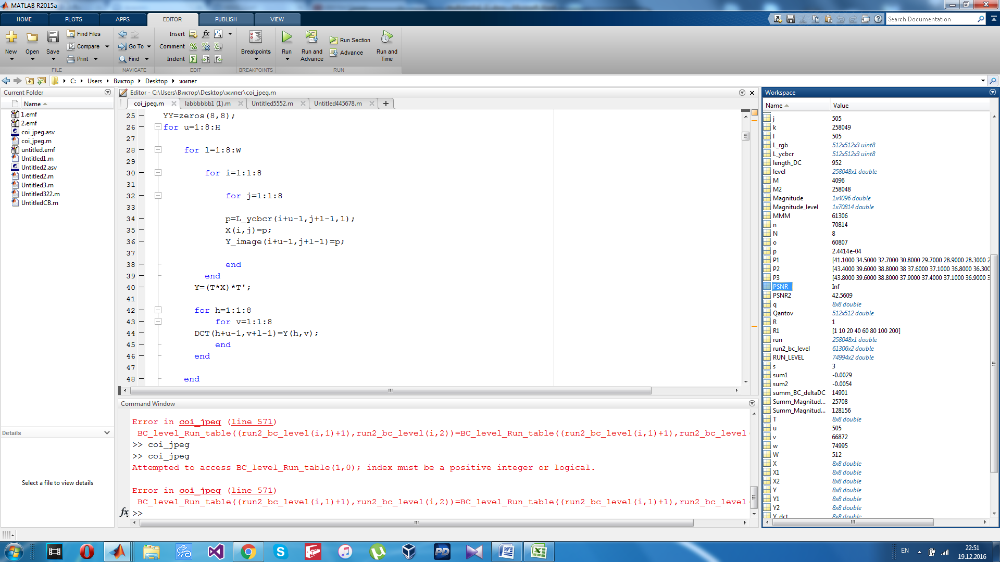 MATLAB R2015a
HOME PLOTS APPS EDITOR PUBLISH VIEW
Search Documentation
New Open Save
Find Files
Compare
Print
FILE
Go To
Find
NAVIGATE
Insert
Comment
Indent
EDIT
Breakpoints
BREAKPOINTS
Run
Run and Advance
Run Section
Advance
Run and Time
RUN
C: Users Виктор Desktop жипег
Current Folder
Name
1.emf
2.emf
coi_jpeg.asv
coi_jpeg.m
untitled.emf
Untitled1.m
Untitled2.asv
Untitled2.m
Untitled3.m
Untitled322.m
UntitledCB.m
Details
Select a file to view details
Editor - C:\Users\Виктор\Desktop\жипег\coi_jpeg.m
coi_jpeg.m labbbbbb1 (1).m Untitled5552.m Untitled445678.m
25 YY=zeros(8,8);
26 for u=1:8:H
27
28 for l=1:8:W
29
30 for i=1:1:8
31
32 for j=1:1:8
33
34 p=L_ycbcr(i+u-1,j+l-1,1);
35 X(i,j)=p;
36 Y_image(i+u-1,j+l-1)=p;
37
38 end
39 end
40 Y=(T*X)*T';
41
42 for h=1:1:8
43 for v=1:1:8
44 DCT(h+u-1,v+l-1)=Y(h,v);
45 end
46 end
47
48 end
Command Window
Error in coi_jpeg (line 571)
BC_level_Run_table((run2_bc_level(i,1)+1),run2_bc_level(i,2))=BC_level_Run_table((run2_bc_level(i,1)+1),run2_bc_level(
>> coi_jpeg
>> coi_jpeg
Attempted to access BC_level_Run_table(1,0); index must be a positive integer or logical.
Error in coi_jpeg (line 571)
BC_level_Run_table((run2_bc_level(i,1)+1),run2_bc_level(i,2))=BC_level_Run_table((run2_bc_level(i,1)+1),run2_bc_level(
fx >>
Workspace
Name Value
j 505
k 258049
l 505
L_rgb 512x512x3 uint8
L_ycbcr 512x512x3 uint8
length_DC 952
level 258048x1 double
M 4096
M2 258048
Magnitude 1x4096 double
Magnitude_level 1x70814 double
MMM 61306
n 70814
N 8
o 60807
p 2.4414e-04
P1 [41.1000 34.5000 32.7000 30.8000 29.7000 28.9000 28.3000 2
P2 [43.4000 39.6000 38.8000 38 37.6000 37.1000 36.8000 36.300
P3 [43.8000 39.6000 38.8000 37.9000 37.4000 37.1000 36.9000 3
PSNR Inf
PSNR2 42.5609
q 8x8 double
Qantov 512x512 double
R 1
R1 [1 10 20 40 60 80 100 200]
run 258048x1 double
run2_bc_level 61306x2 double
RUN_LEVEL 74994x2 double
s 3
sum1 -0.0029
sum2 -0.0054
summ_BC_deltaDC 14901
Summ_Magnitud... 25708
Summ_Magnitud... 128156
T 8x8 double
u 505
v 66872
w 74995
W 512
X 8x8 double
X1 8x8 double
X2 8x8 double
Y 8x8 double
Y1 8x8 double
Y2 8x8 double
Y_dct 8x8 double
EN
22:51
19.12.2016